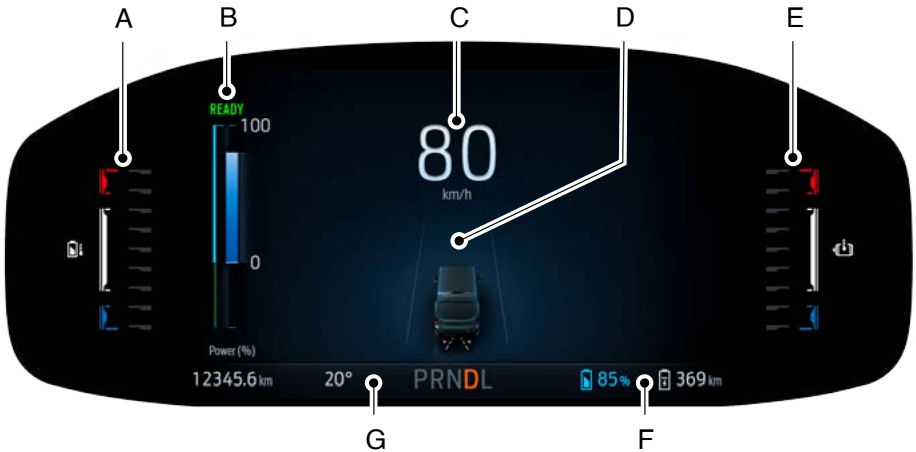 A B C D E
READY
100
80
km/h
0
Power (%)
12345.6 km 20° PRNDL 85% 369 km
G F